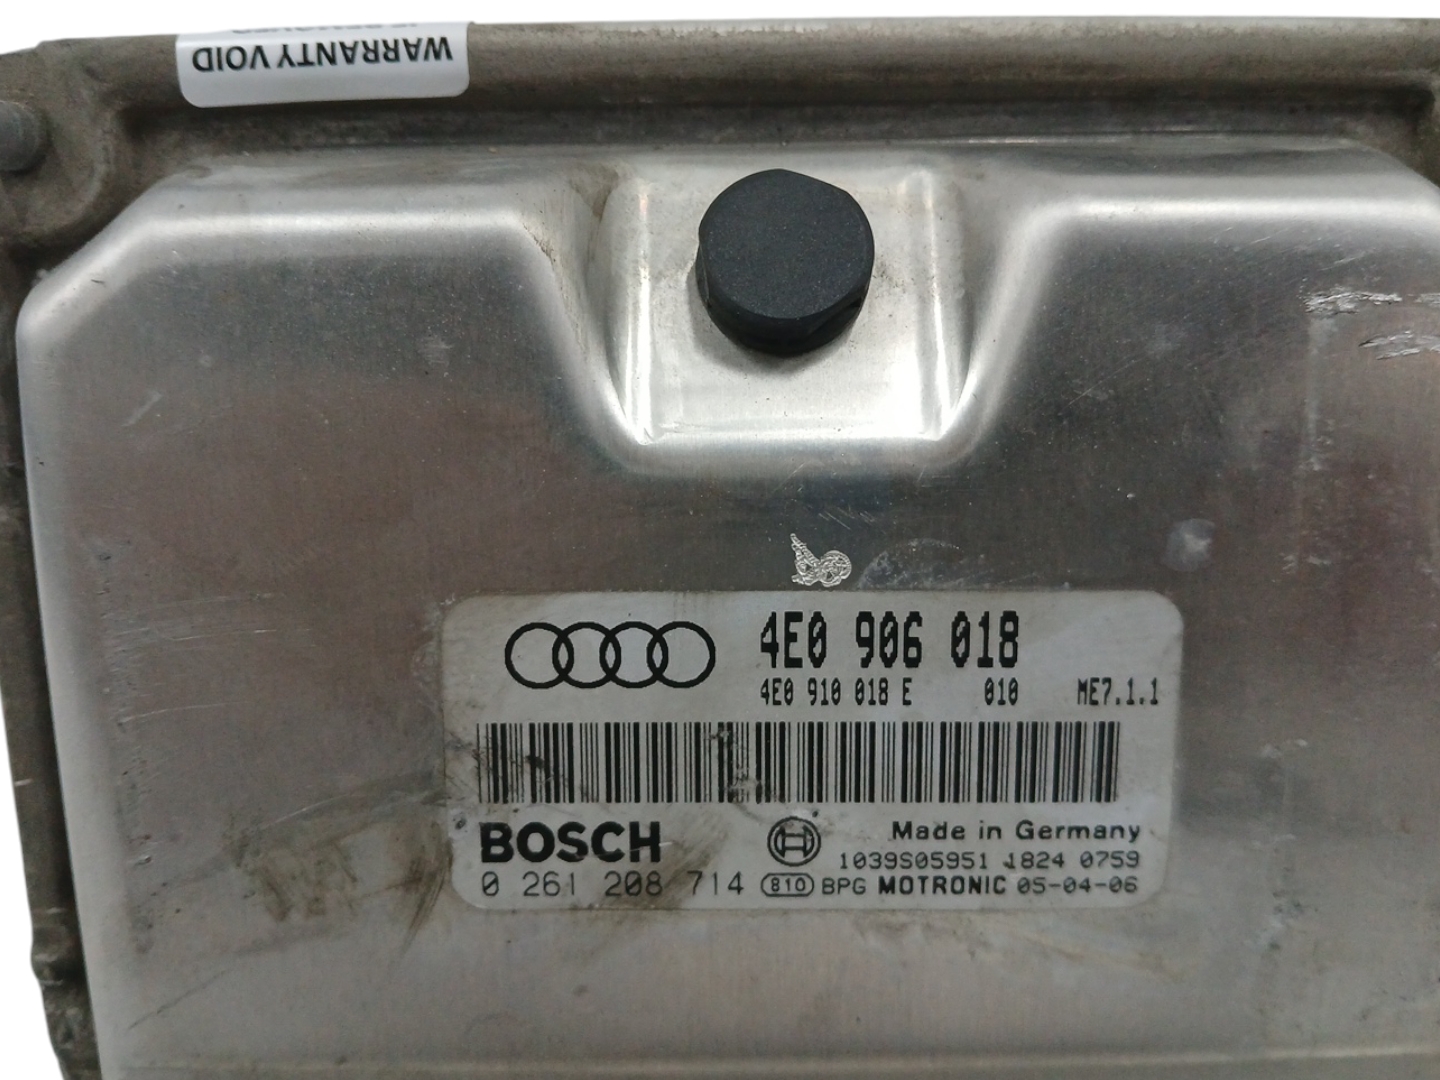 WARRANTY VOID
4E0 906 018
4E0 910 018 E 010 ME7.1.1
BOSCH
Made in Germany
1039S05951 J824 0759
0 261 208 714 810 BPG MOTRONIC 05-04-06